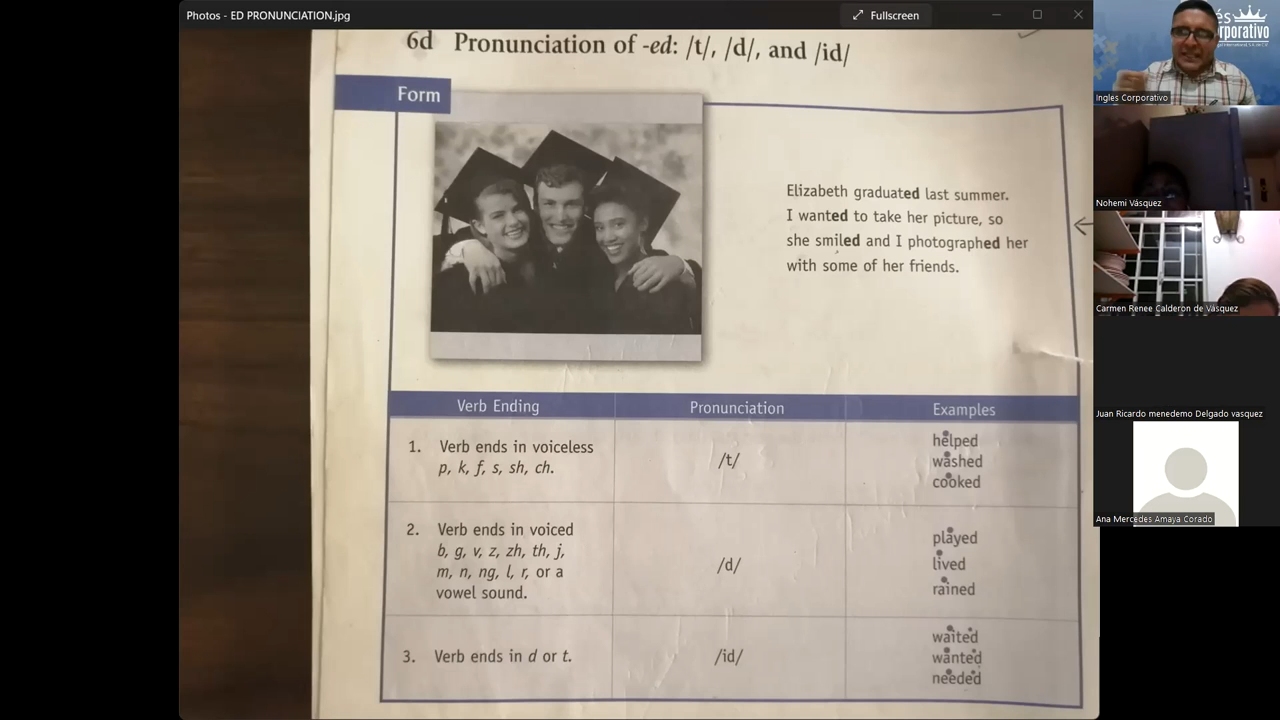 Photos - ED PRONUNCIATION.jpg
Fullscreen
6d Pronunciation of -ed: /t/, /d/, and /id/
Form
Elizabeth graduated last summer.
I wanted to take her picture, so
she smiled and I photographed her
with some of her friends.
Verb Ending
Pronunciation
Examples
1. Verb ends in voiceless
p, k, f, s, sh, ch.
/t/
helped
washed
cooked
2. Verb ends in voiced
b, g, v, z, zh, th, j,
m, n, ng, l, r, or a
vowel sound.
/d/
played
lived
rained
3. Verb ends in d or t.
/id/
waited
wanted
needed
Ingles Corporativo
Nohemi Vásquez
Carmen Renee Calderon de Vásquez
Juan Ricardo menedemo Delgado vasquez
Ana Mercedes Amaya Corado